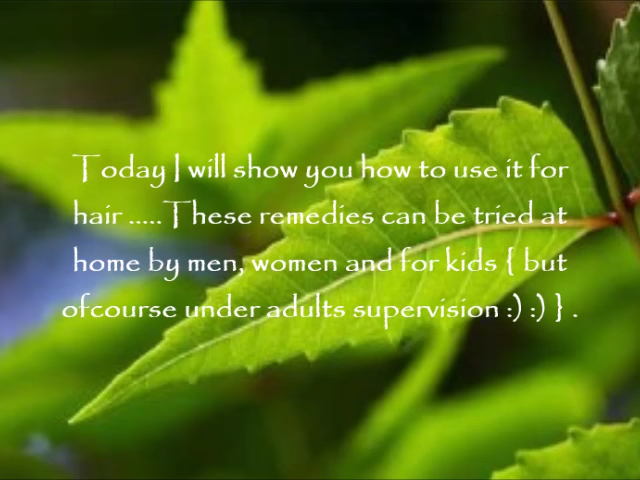 Today I will show you how to use it for
hair .....These remedies can be tried at
home by men, women and for kids { but
ofcourse under adults supervision :) :) } .